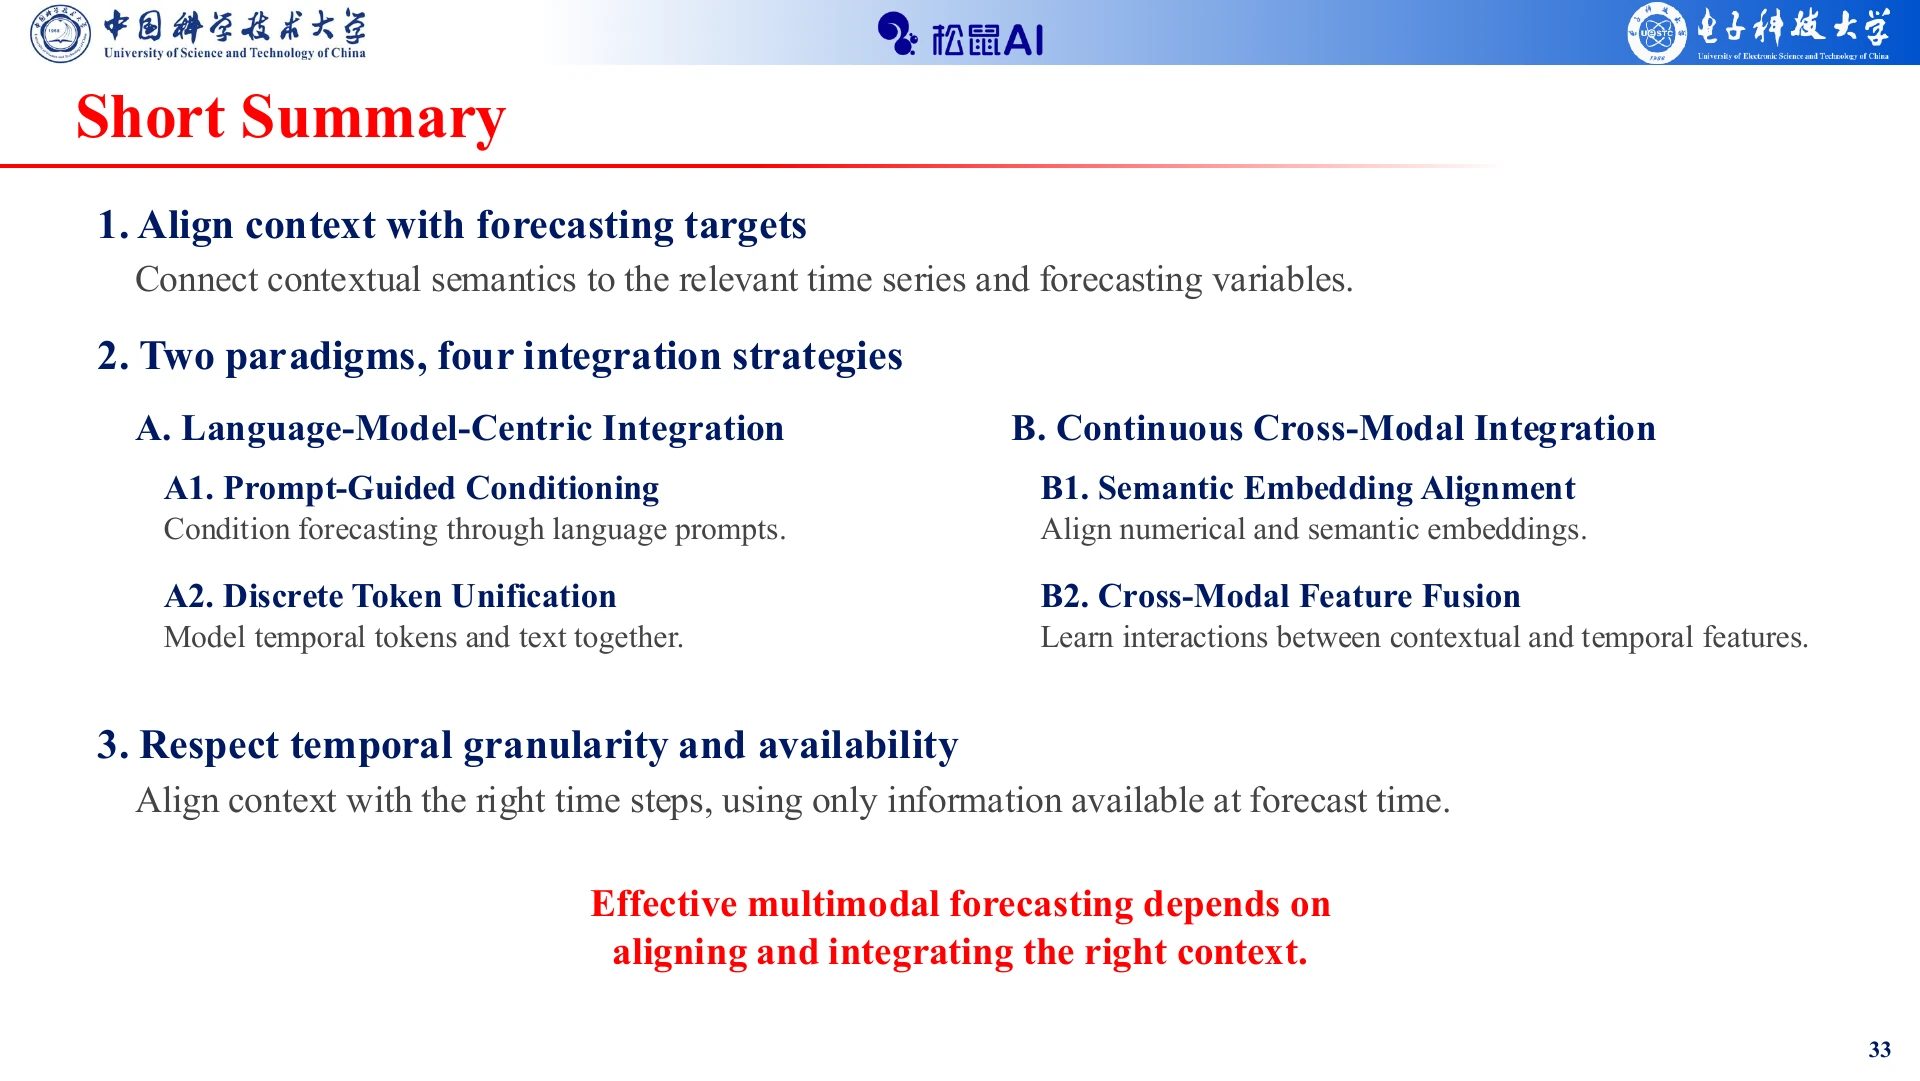 中国科学技术大学
University of Science and Technology of China
松鼠AI
电子科技大学
University of Electronic Science and Technology of China
Short Summary
1. Align context with forecasting targets
Connect contextual semantics to the relevant time series and forecasting variables.
2. Two paradigms, four integration strategies
A. Language-Model-Centric Integration
A1. Prompt-Guided Conditioning
Condition forecasting through language prompts.
A2. Discrete Token Unification
Model temporal tokens and text together.
B. Continuous Cross-Modal Integration
B1. Semantic Embedding Alignment
Align numerical and semantic embeddings.
B2. Cross-Modal Feature Fusion
Learn interactions between contextual and temporal features.
3. Respect temporal granularity and availability
Align context with the right time steps, using only information available at forecast time.
Effective multimodal forecasting depends on
aligning and integrating the right context.
33